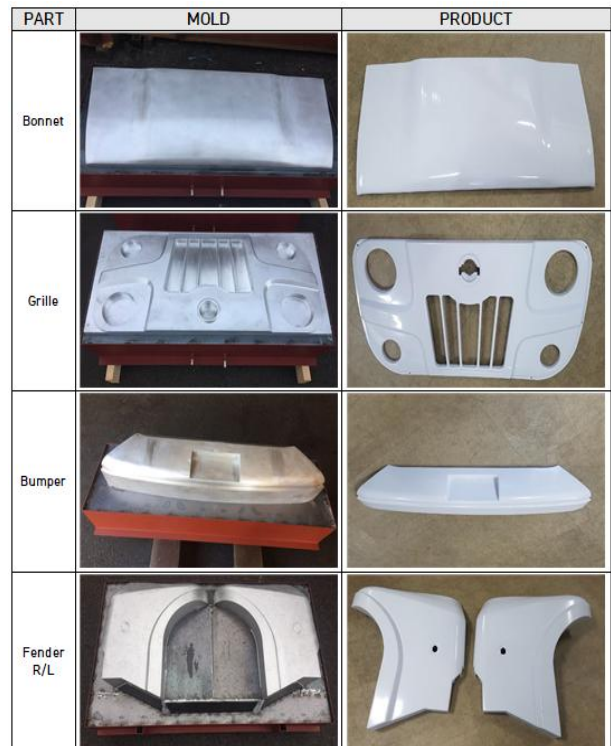 PART MOLD PRODUCT
Bonnet
Grille
Bumper
Fender
R/L